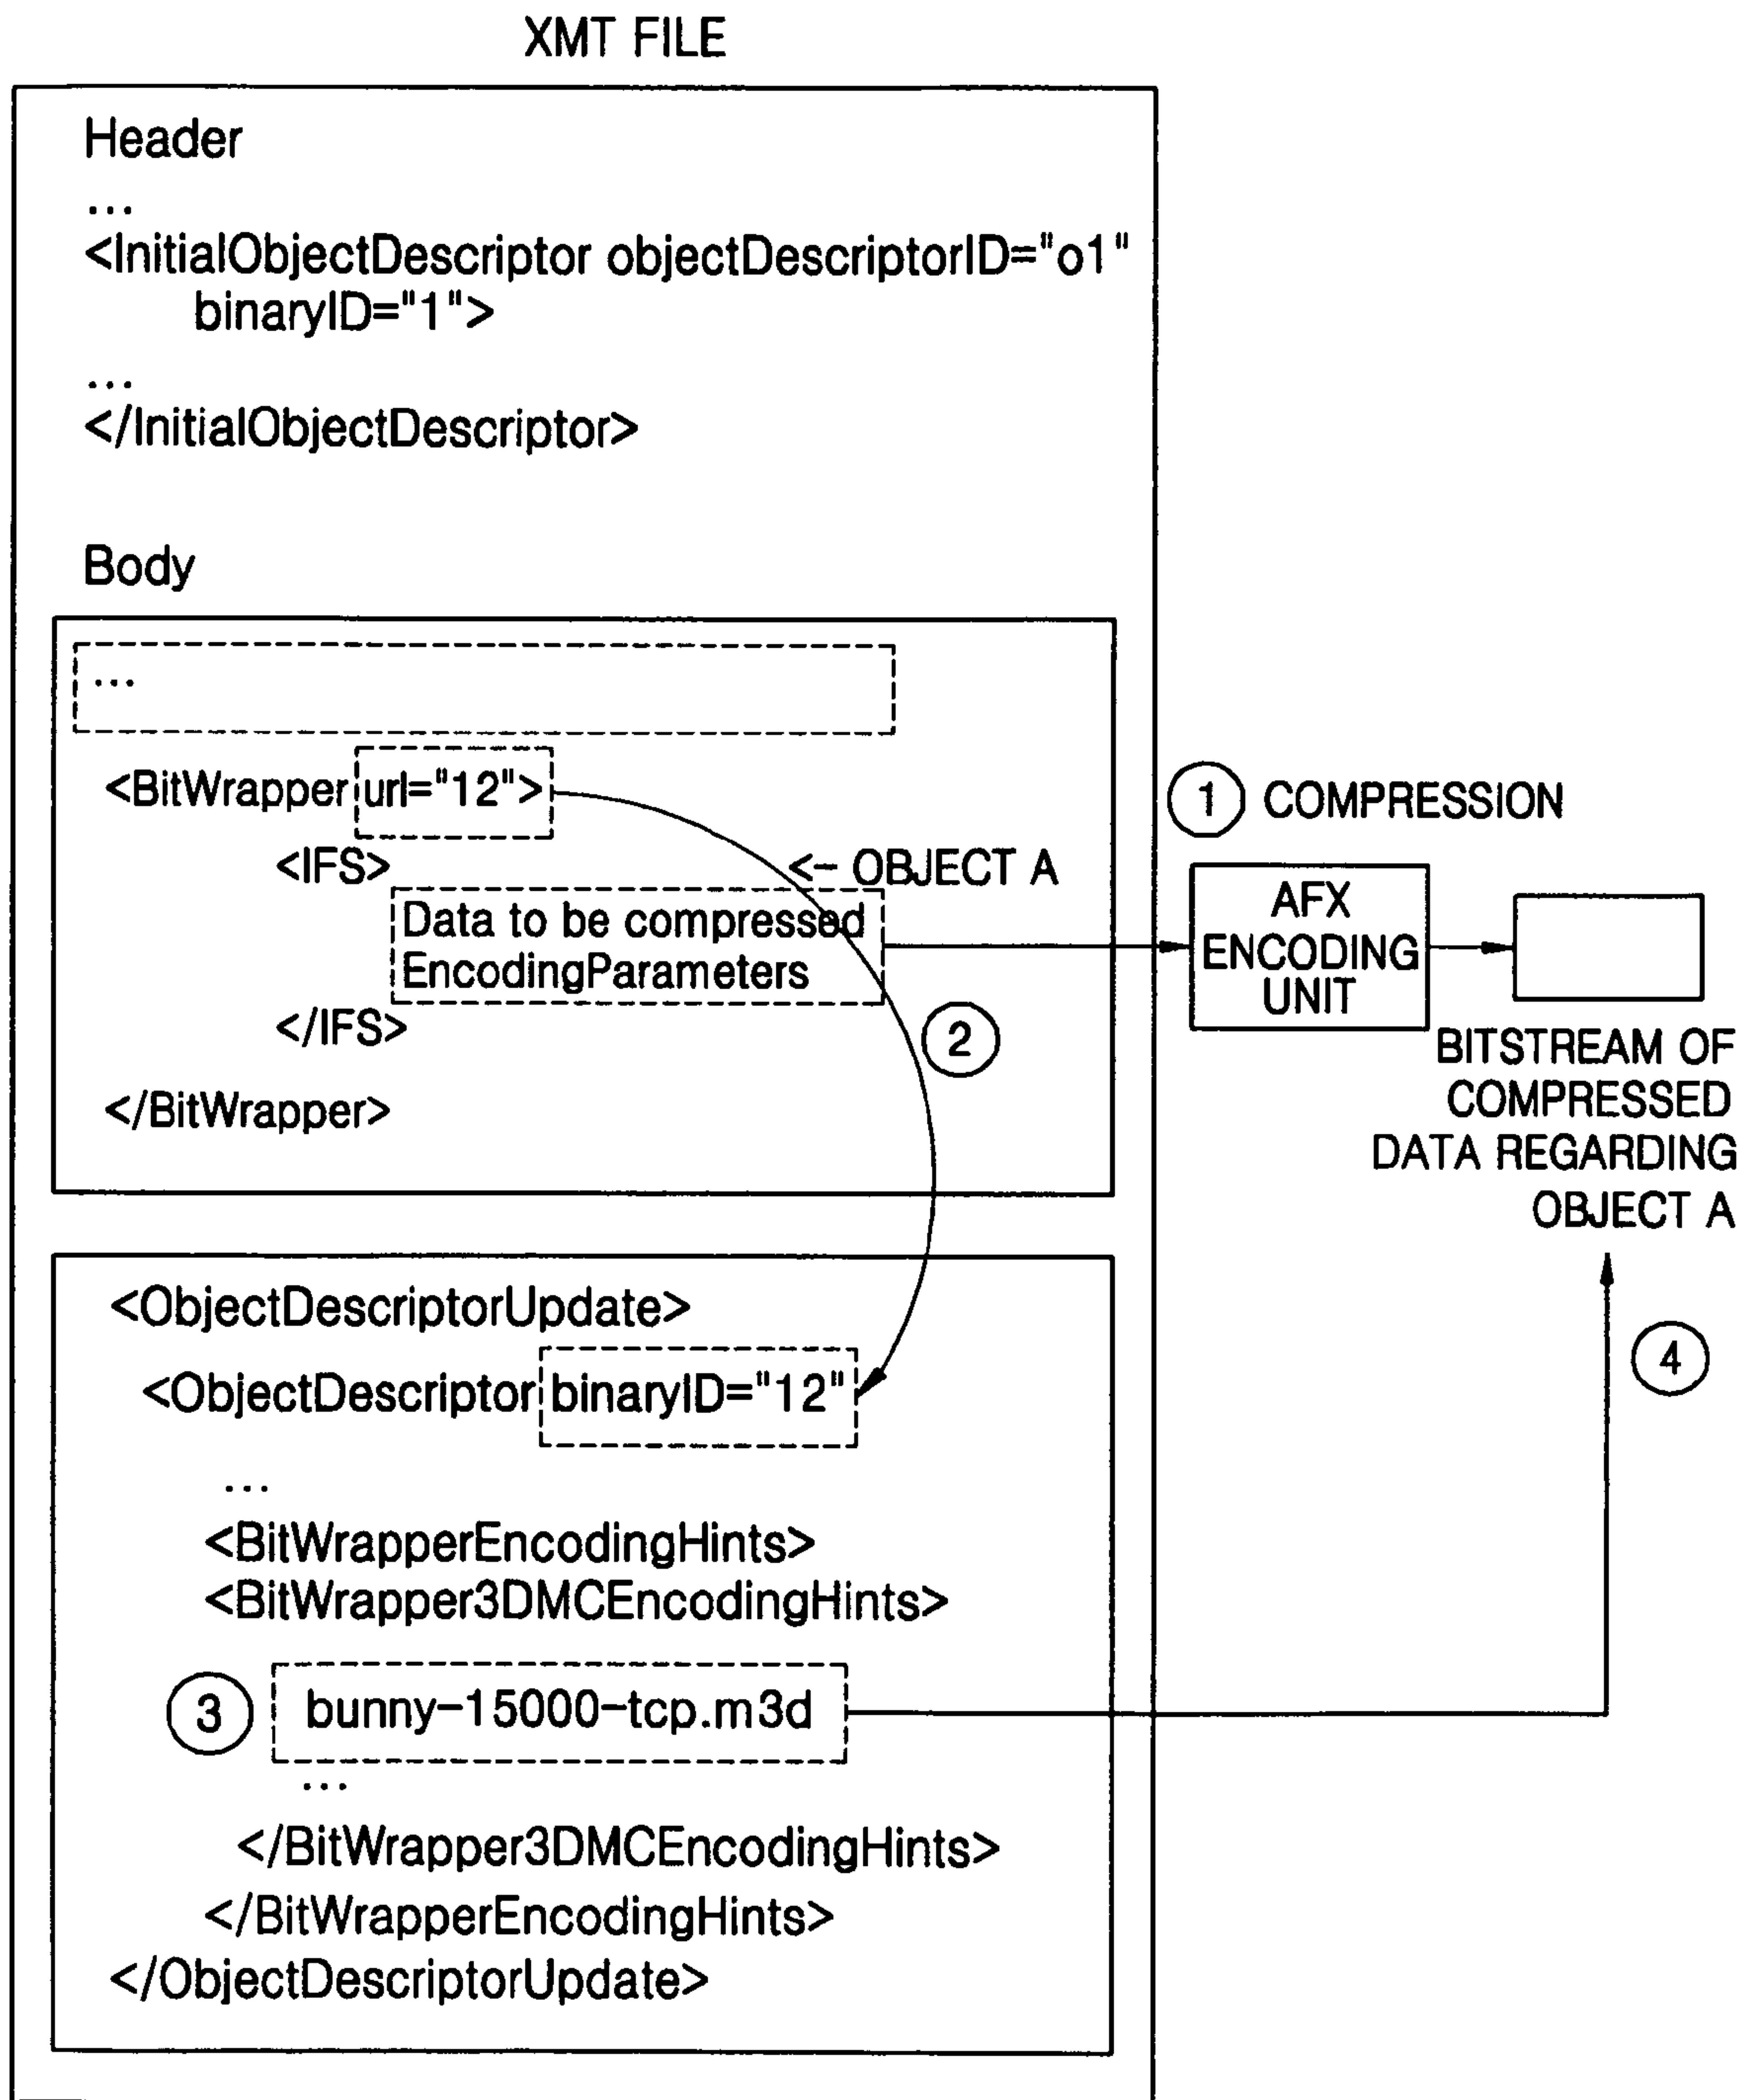 XMT FILE
Header
...
<InitialObjectDescriptor objectDescriptorID="o1"
binaryID="1">
...
</InitialObjectDescriptor>
Body
...
<BitWrapper url="12">
<IFS> <- OBJECT A
Data to be compressed
EncodingParameters
</IFS>
</BitWrapper>
2
1 COMPRESSION
AFX
ENCODING
UNIT
BITSTREAM OF
COMPRESSED
DATA REGARDING
OBJECT A
<ObjectDescriptorUpdate>
<ObjectDescriptor binaryID="12"
...
<BitWrapperEncodingHints>
<BitWrapper3DMCEncodingHints>
3 bunny-15000-tcp.m3d
...
</BitWrapper3DMCEncodingHints>
</BitWrapperEncodingHints>
</ObjectDescriptorUpdate>
4